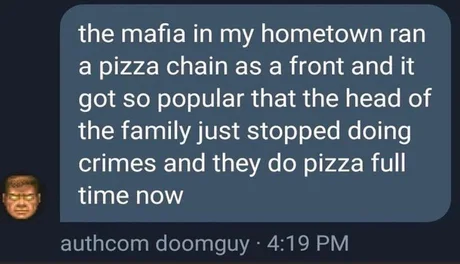 the mafia in my hometown ran
a pizza chain as a front and it
got so popular that the head of
the family just stopped doing
crimes and they do pizza full
time now
authcom doomguy · 4:19 PM